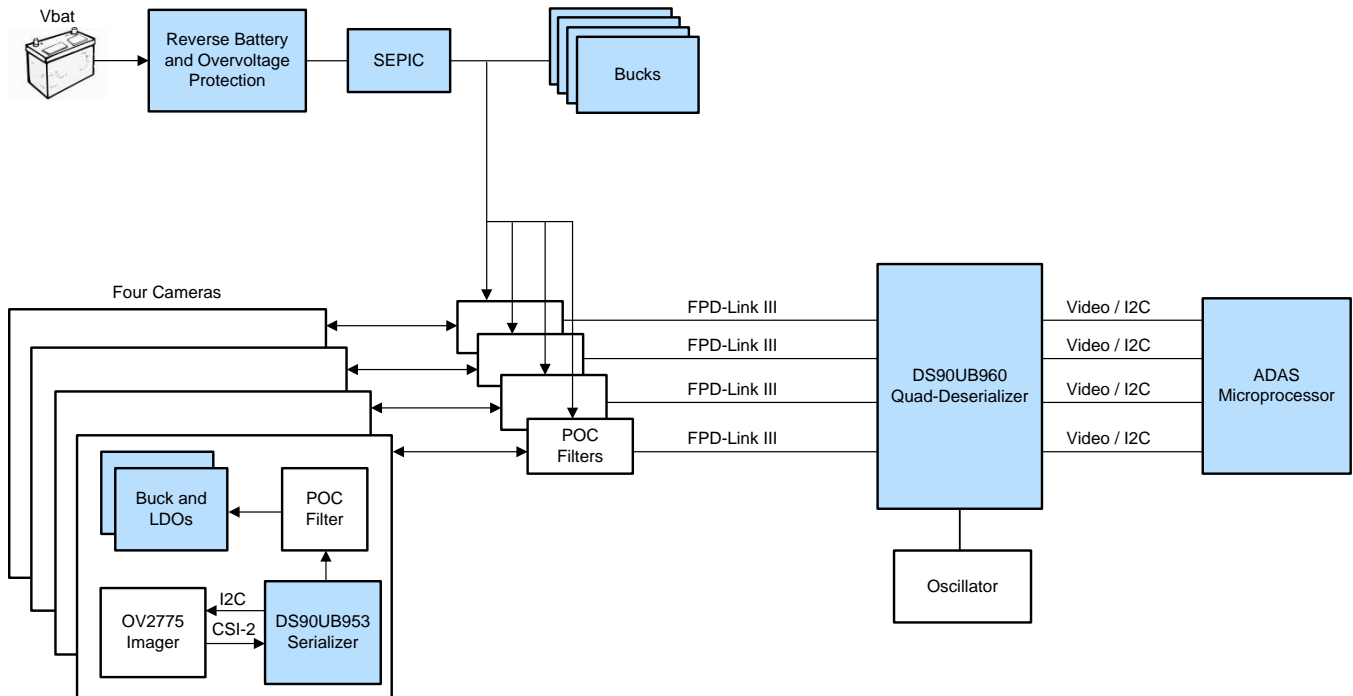 Vbat
Reverse Battery
and Overvoltage
Protection
SEPIC
Bucks
Four Cameras
FPD-Link III
Video / I2C
FPD-Link III
Video / I2C
DS90UB960
Quad-Deserializer
ADAS
Microprocessor
FPD-Link III
Video / I2C
POC
Filters
FPD-Link III
Video / I2C
Buck and
LDOs
POC
Filter
Oscillator
OV2775
Imager
I2C
CSI-2
DS90UB953
Serializer